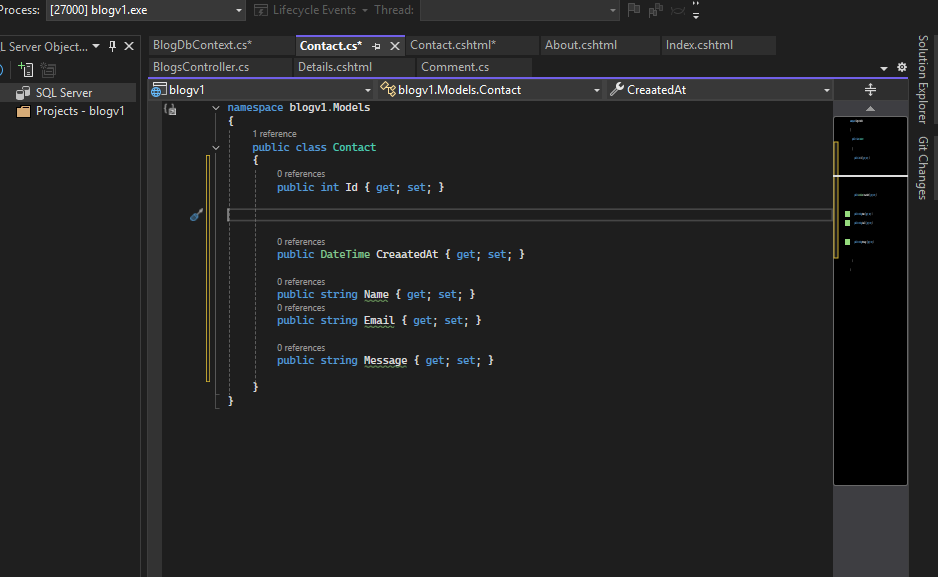 Process: [27000] blogv1.exe Lifecycle Events Thread:
L Server Object...
SQL Server
Projects - blogv1
BlogDbContext.cs* Contact.cs* Contact.cshtml* About.cshtml Index.cshtml
BlogsController.cs Details.cshtml Comment.cs
blogv1 blogv1.Models.Contact CreaatedAt
namespace blogv1.Models
{
1 reference
public class Contact
{
0 references
public int Id { get; set; }
0 references
public DateTime CreaatedAt { get; set; }
0 references
public string Name { get; set; }
0 references
public string Email { get; set; }
0 references
public string Message { get; set; }
}
}
Solution Explorer
Git Changes